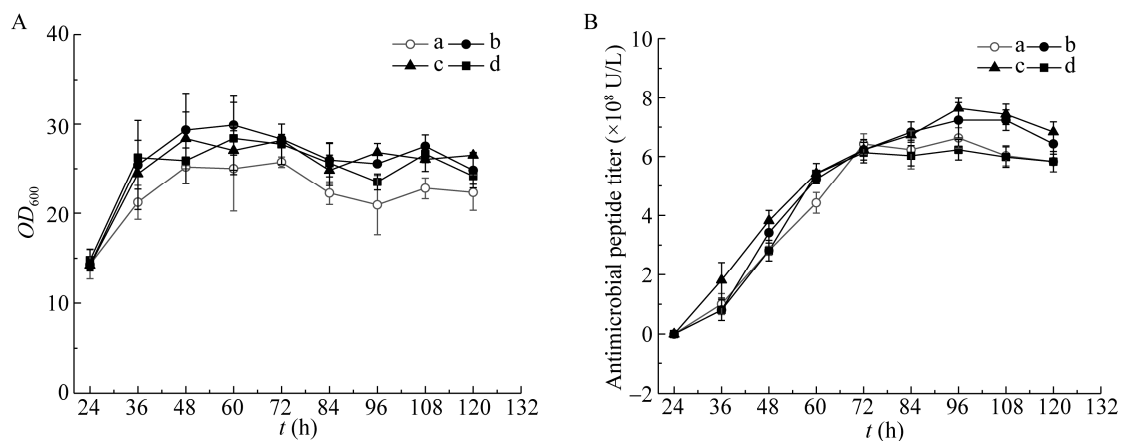 A
40
30
20
10
0
OD600
24 36 48 60 72 84 96 108 120 132
t (h)
a b
c d
B
10
8
6
4
2
0
−2
Antimicrobial peptide titer (×10⁸ U/L)
24 36 48 60 72 84 96 108 120 132
t (h)
a b
c d